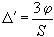 Δ′ = 3φ / S